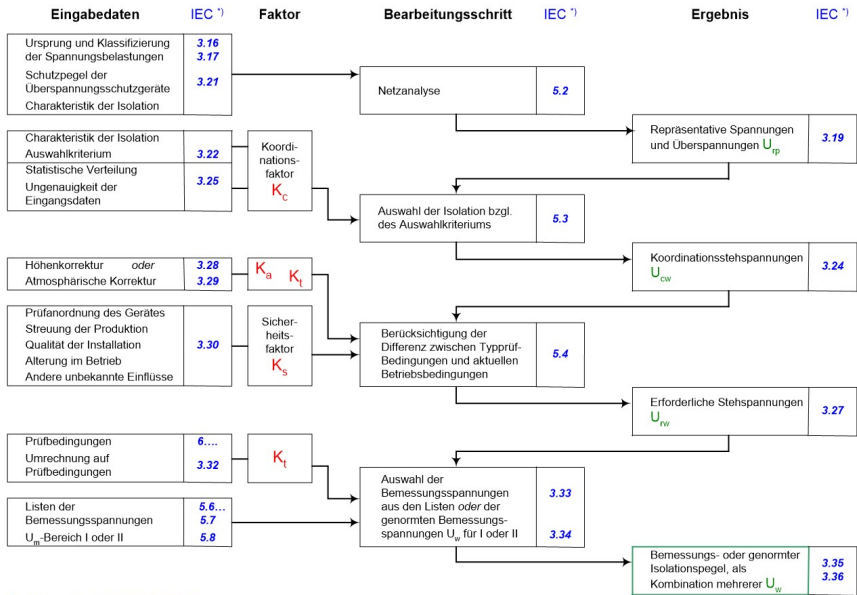 Eingabedaten IEC *) Faktor Bearbeitungsschritt IEC *) Ergebnis IEC *)
Ursprung und Klassifizierung 3.16
der Spannungsbelastungen 3.17
Schutzpegel der
Überspannungsschutzgeräte 3.21
Charakteristik der Isolation
Netzanalyse 5.2
Repräsentative Spannungen
und Überspannungen Urp 3.19
Charakteristik der Isolation
Auswahlkriterium 3.22
Statistische Verteilung
Ungenauigkeit der 3.25
Eingangsdaten
Koordi-
nations-
faktor
Kc
Auswahl der Isolation bzgl.
des Auswahlkriteriums 5.3
Koordinationsstehspannungen
Ucw 3.24
Höhenkorrektur oder 3.28
Atmosphärische Korrektur 3.29
Ka Kt
Prüfanordnung des Gerätes
Streuung der Produktion
Qualität der Installation 3.30
Alterung im Betrieb
Andere unbekannte Einflüsse
Sicher-
heits-
faktor
Ks
Berücksichtigung der
Differenz zwischen Typprüf-
Bedingungen und aktuellen
Betriebsbedingungen
5.4
Erforderliche Stehspannungen
Urw 3.27
Prüfbedingungen 6....
Umrechnung auf
Prüfbedingungen 3.32
Kt
Listen der 5.6...
Bemessungsspannungen 5.7
Um-Bereich I oder II 5.8
Auswahl der
Bemessungsspannungen 3.33
aus den Listen oder der
genormten Bemessungs-
spannungen Uw für I oder II 3.34
Bemessungs- oder genormter
Isolationspegel, als
Kombination mehrerer Uw
3.35
3.36